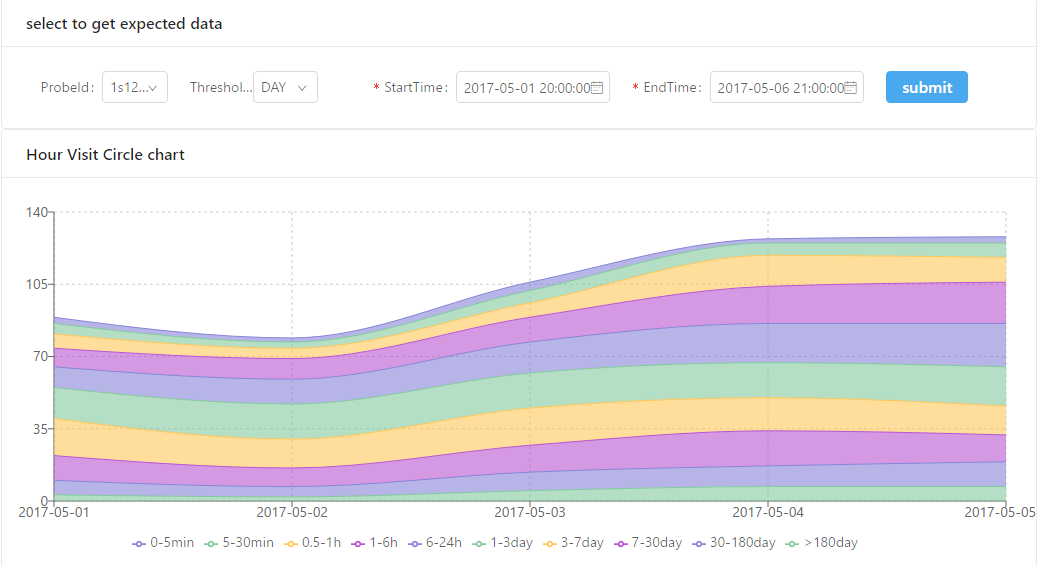 select to get expected data
ProbeId: 1s12... Threshol... DAY * StartTime: 2017-05-01 20:00:00 * EndTime: 2017-05-06 21:00:00 submit
Hour Visit Circle chart
140
105
70
35
0
2017-05-01 2017-05-02 2017-05-03 2017-05-04 2017-05-05
0-5min 5-30min 0.5-1h 1-6h 6-24h 1-3day 3-7day 7-30day 30-180day >180day